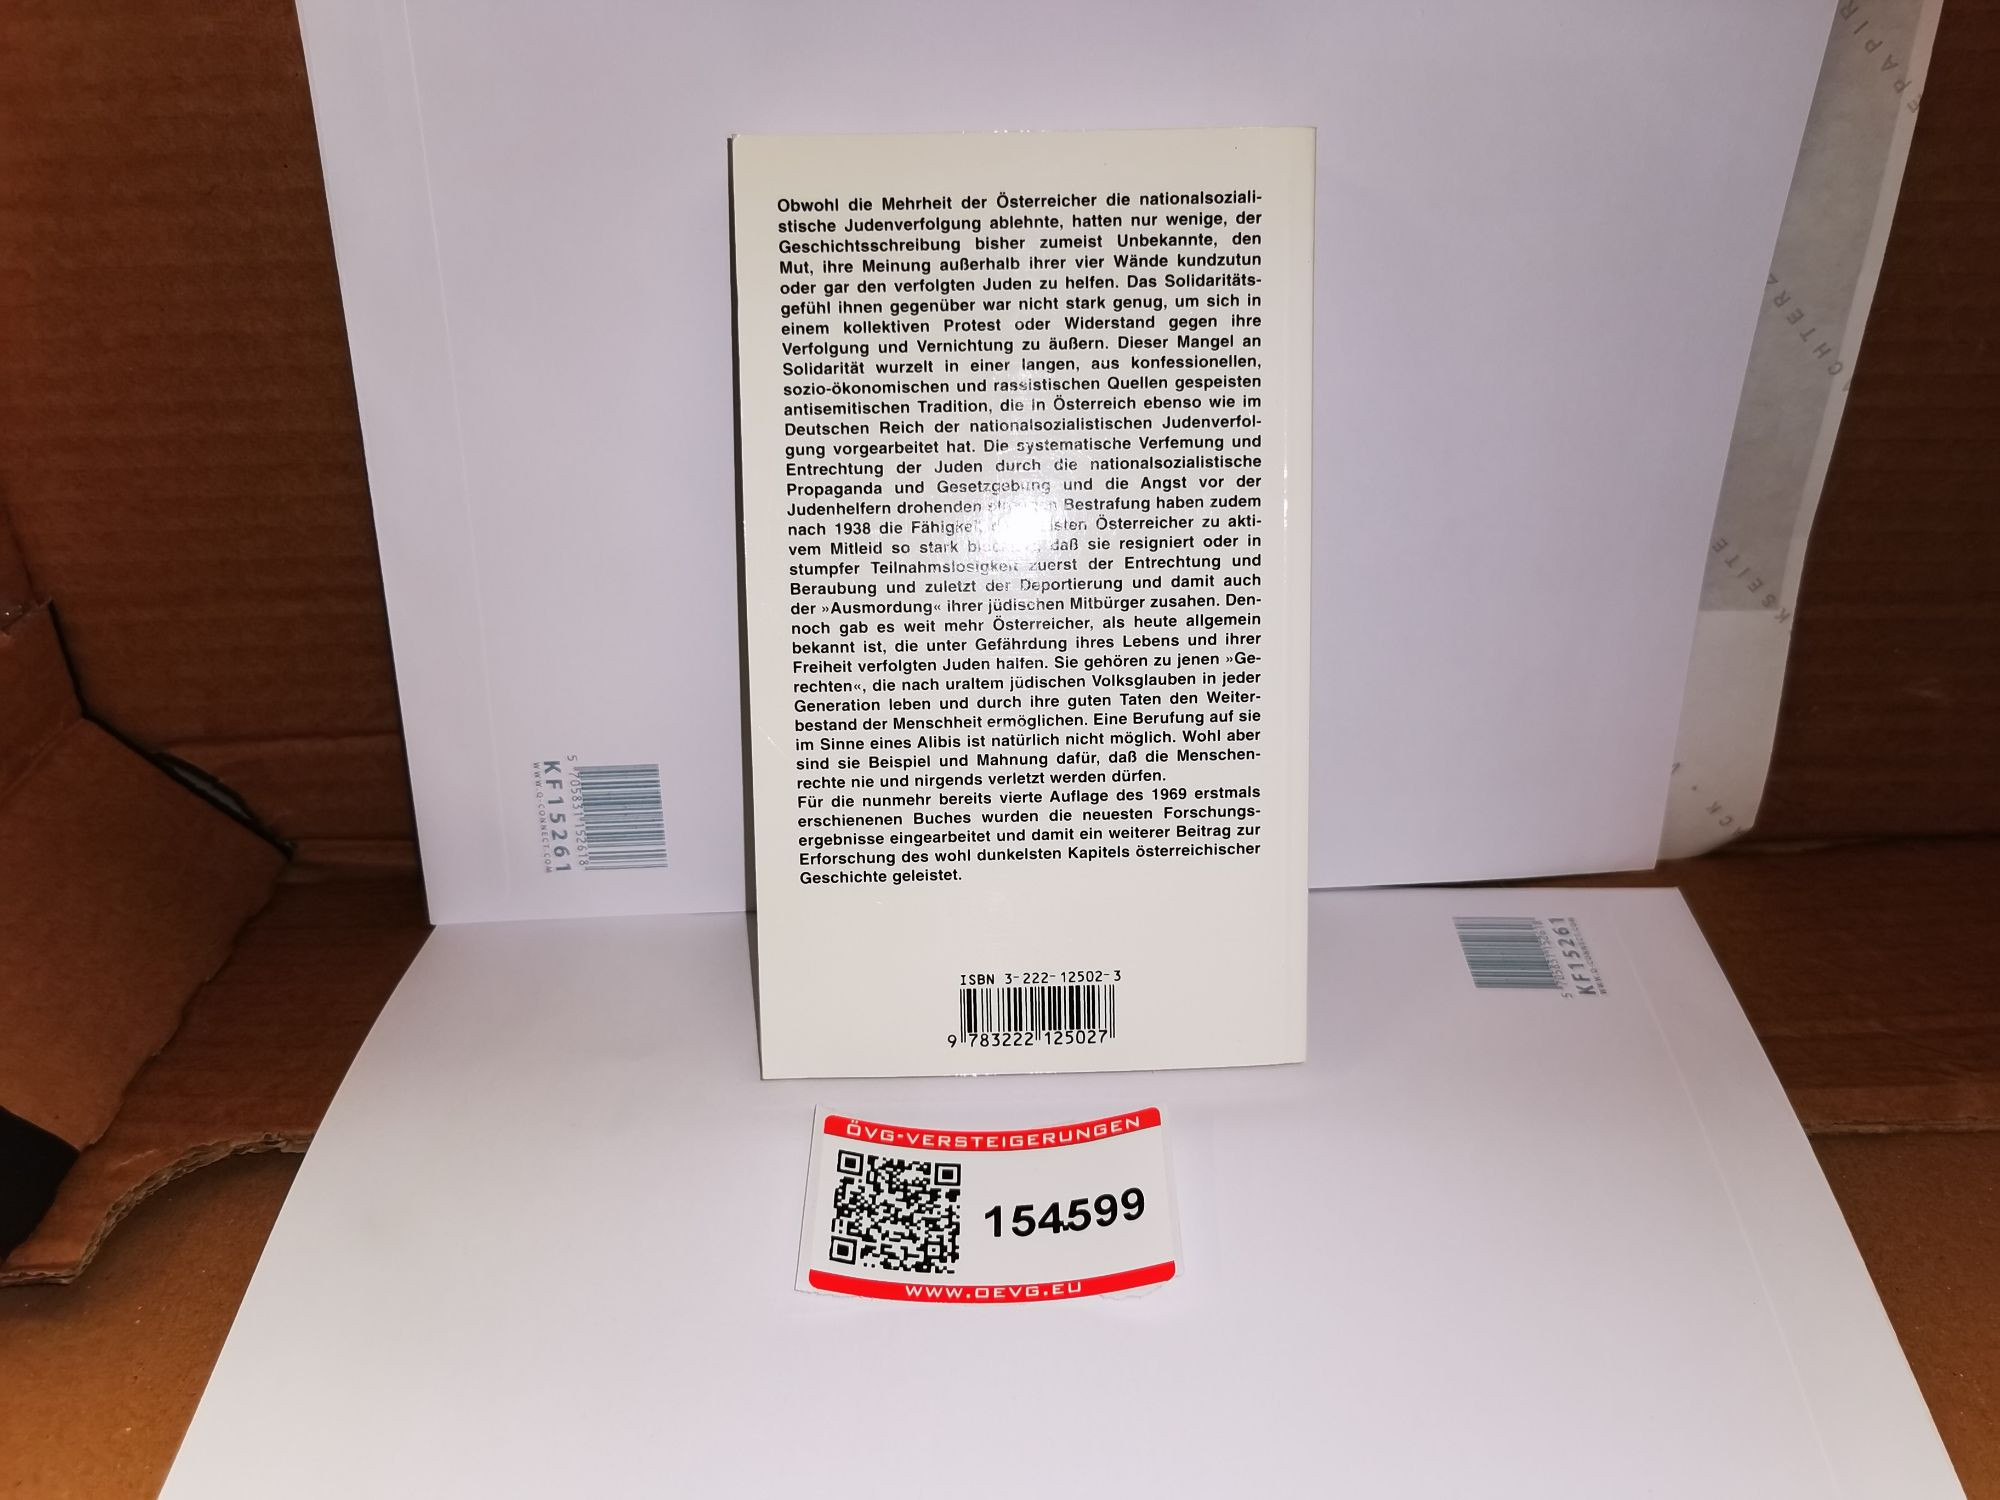 Obwohl die Mehrheit der Österreicher die nationalsoziali-
stische Judenverfolgung ablehnte, hatten nur wenige, der
Geschichtsschreibung bisher zumeist Unbekannte, den
Mut, ihre Meinung außerhalb ihrer vier Wände kundzutun
oder gar den verfolgten Juden zu helfen. Das Solidaritäts-
gefühl ihnen gegenüber war nicht stark genug, um sich in
einem kollektiven Protest oder Widerstand gegen ihre
Verfolgung und Vernichtung zu äußern. Dieser Mangel an
Solidarität wurzelt in einer langen, aus konfessionellen,
sozio-ökonomischen und rassistischen Quellen gespeisten
antisemitischen Tradition, die in Österreich ebenso wie im
Deutschen Reich der nationalsozialistischen Judenverfol-
gung vorgearbeitet hat. Die systematische Verfemung und
Entrechtung der Juden durch die nationalsozialistische
Propaganda und Gesetzgebung und die Angst vor der
Judenhelfern drohenden Bestrafung haben zudem
nach 1938 die Österreicher zu akti-
vem Mitleid so stark daß sie resigniert oder in
stumpfer Teilnahmslosigkeit zuerst der Entrechtung und
Beraubung und zuletzt der Deportierung und damit auch
der »Ausmordung« ihrer jüdischen Mitbürger zusahen. Den-
noch gab es weit mehr Österreicher, als heute allgemein
bekannt ist, die unter Gefährdung ihres Lebens und ihrer
Freiheit verfolgten Juden halfen. Sie gehören zu jenen »Ge-
rechten«, die nach uraltem jüdischen Volksglauben in jeder
Generation leben und durch ihre guten Taten den Weiter-
bestand der Menschheit ermöglichen. Eine Berufung auf sie
im Sinne eines Alibis ist natürlich nicht möglich. Wohl aber
sind sie Beispiel und Mahnung dafür, daß die Menschen-
rechte nie und nirgends verletzt werden dürfen.
Für die nunmehr bereits vierte Auflage des 1969 erstmals
erschienenen Buches wurden die neuesten Forschungs-
ergebnisse eingearbeitet und damit ein weiterer Beitrag zur
Erforschung des wohl dunkelsten Kapitels österreichischer
Geschichte geleistet.
ISBN 3-222-12502-3
9 783222 125027
5 705831 152618
KF15261
WWW.Q-CONNECT.COM
5 705831 152618
KF15261
WWW.Q-CONNECT.COM
ÖVG-VERSTEIGERUNGEN
154599
WWW.OEVG.EU